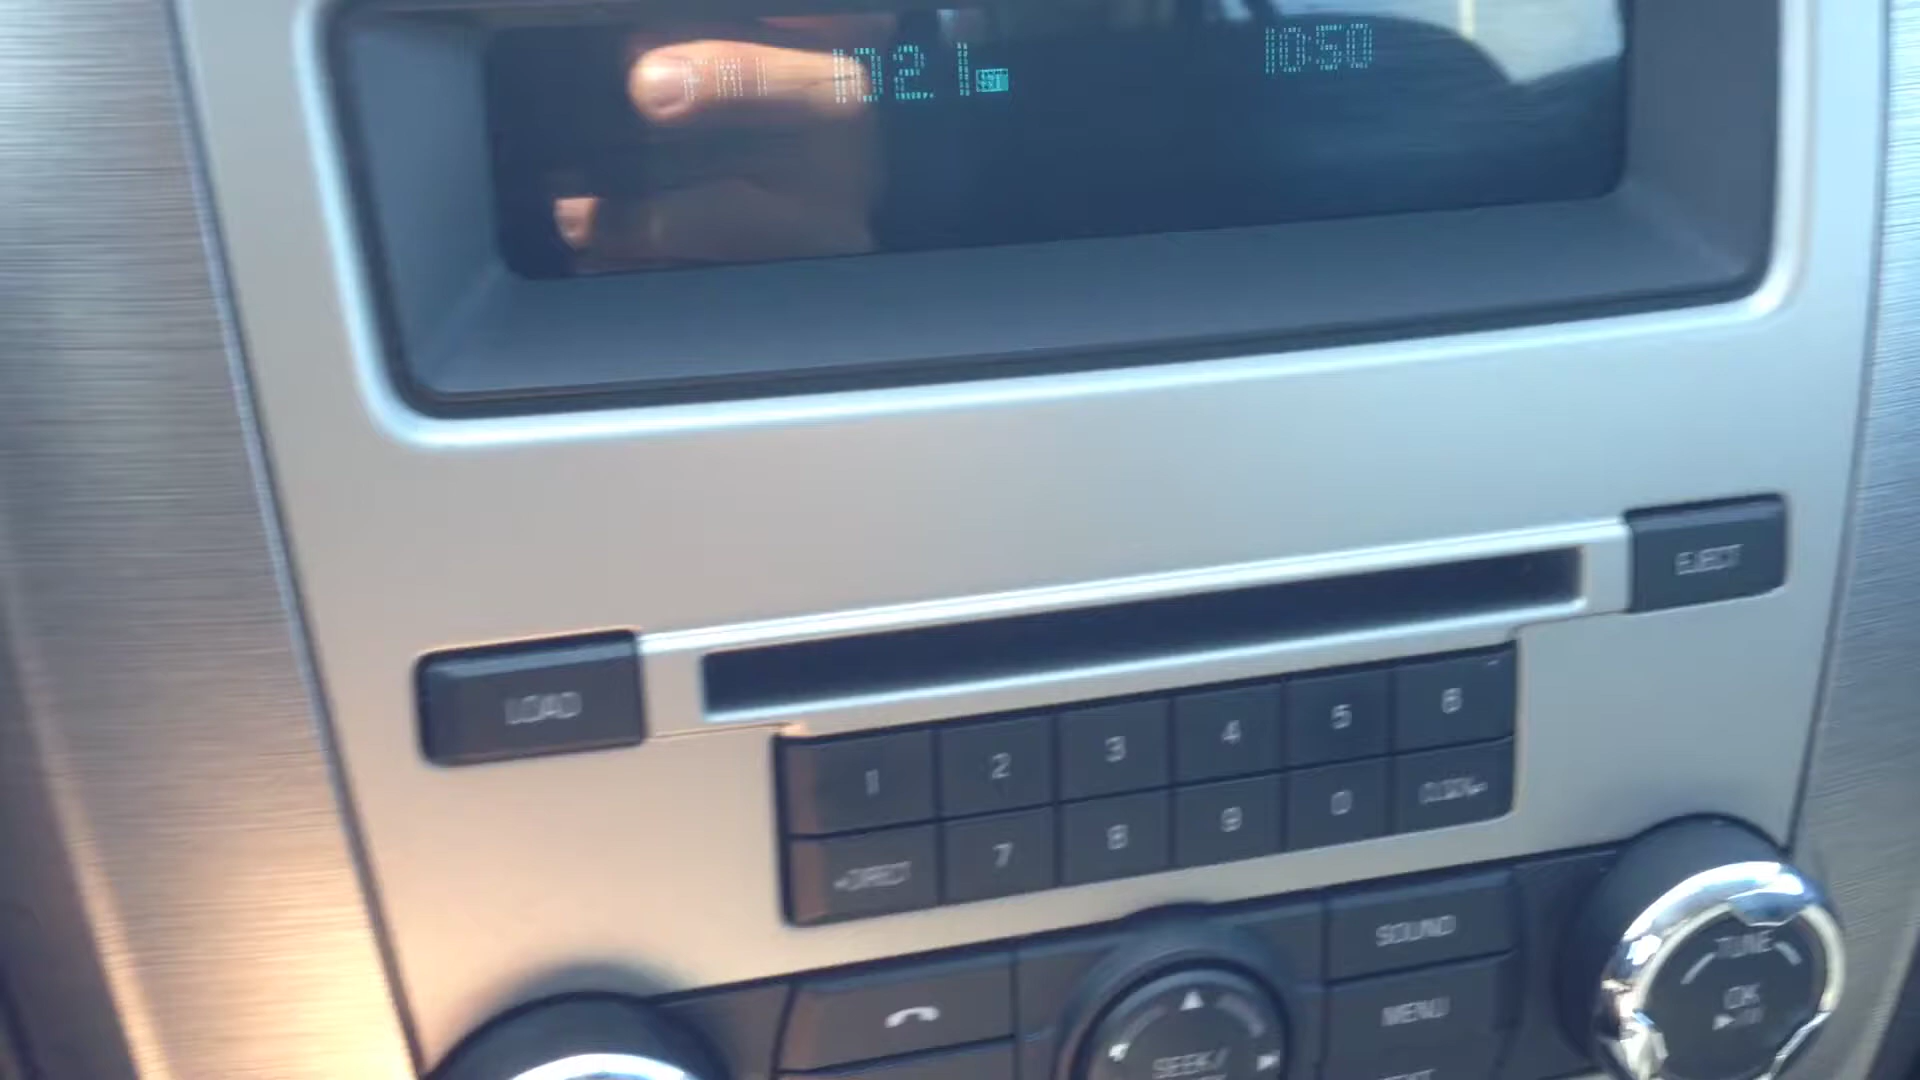 FM1 102.1 ST 10:50
EJECT
LOAD
1 2 3 4 5 6
DIRECT 7 8 9 0
SOUND
MENU
TUNE
OK
SEEK/